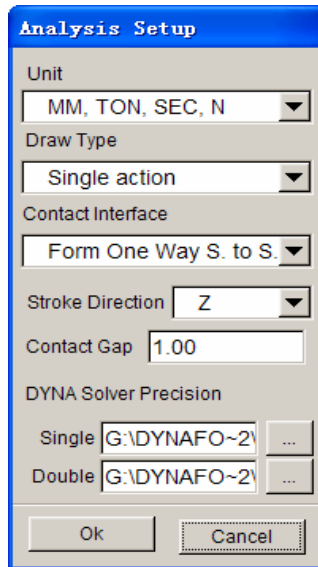 Analysis Setup
Unit
MM, TON, SEC, N
Draw Type
Single action
Contact Interface
Form One Way S. to S.
Stroke Direction Z
Contact Gap 1.00
DYNA Solver Precision
Single G:\DYNAFO~2\ ...
Double G:\DYNAFO~2\ ...
Ok Cancel